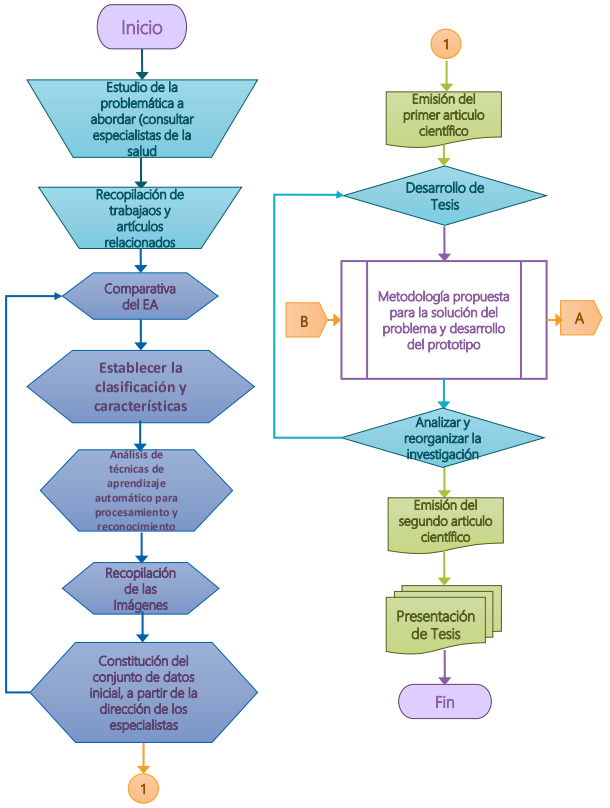 Inicio
Estudio de la
problemática a
abordar (consultar
especialistas de la
salud
Recopilación de
trabajaos y
artículos
relacionados
Comparativa
del EA
Establecer la
clasificación y
características
Análisis de
técnicas de
aprendizaje
automático para
procesamiento y
reconocimiento
Recopilación
de las
Imágenes
Constitución del
conjunto de datos
inicial, a partir de la
dirección de los
especialistas
1
1
Emisión del
primer articulo
científico
Desarrollo de
Tesis
B
Metodología propuesta
para la solución del
problema y desarrollo
del prototipo
A
Analizar y
reorganizar la
investigación
Emisión del
segundo articulo
científico
Presentación
de Tesis
Fin